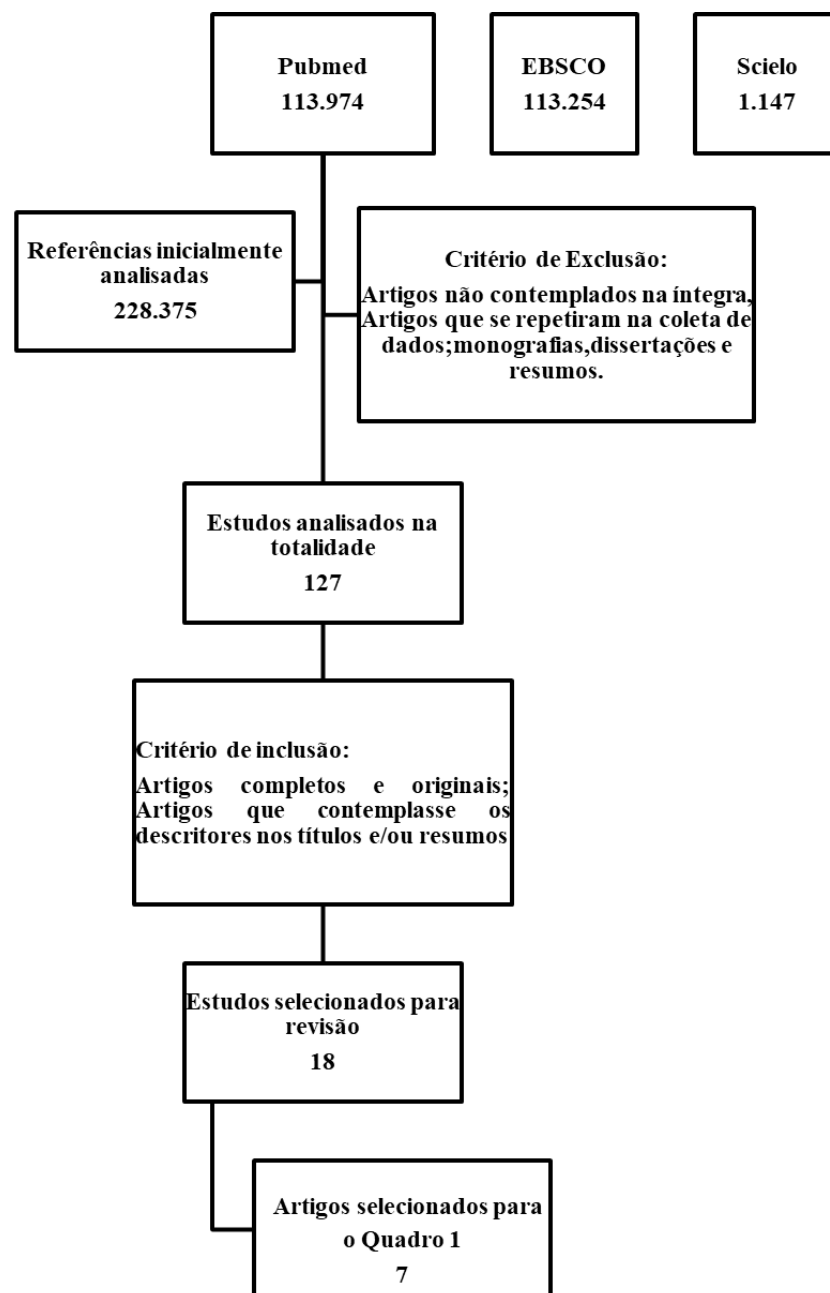 Pubmed
113.974
EBSCO
113.254
Scielo
1.147
Referências inicialmente
analisadas
228.375
Critério de Exclusão:
Artigos não contemplados na íntegra,
Artigos que se repetiram na coleta de
dados;monografias,dissertações e
resumos.
Estudos analisados na
totalidade
127
Critério de inclusão:
Artigos completos e originais;
Artigos que contemplasse os
descritores nos títulos e/ou resumos
Estudos selecionados para
revisão
18
Artigos selecionados para
o Quadro 1
7